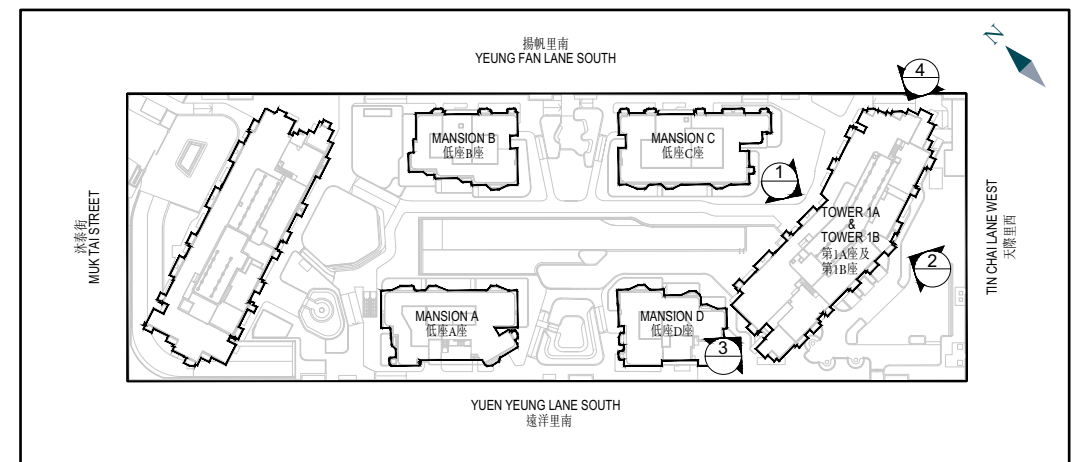 揚帆里南
YEUNG FAN LANE SOUTH
N
4
MANSION B
低座B座
MANSION C
低座C座
1
沐泰街
MUK TAI STREET
TOWER 1A
&
TOWER 1B
第1A座及
第1B座
2
TIN CHAI LANE WEST
天際里西
MANSION A
低座A座
MANSION D
低座D座
3
YUEN YEUNG LANE SOUTH
遠洋里南